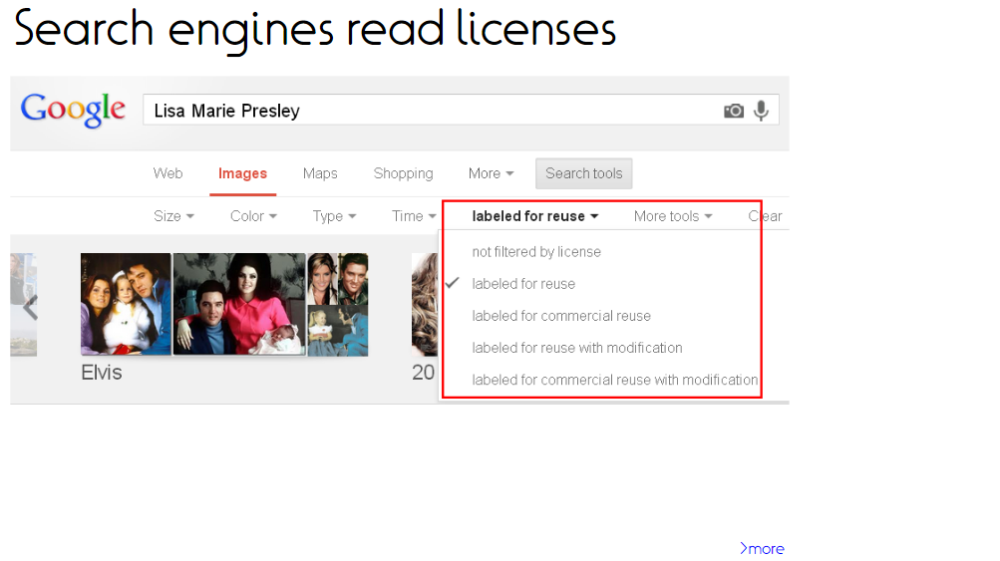 Search engines read licenses
Google Lisa Marie Presley
Web Images Maps Shopping More Search tools
Size Color Type Time labeled for reuse More tools Clear
not filtered by license
labeled for reuse
labeled for commercial reuse
labeled for reuse with modification
labeled for commercial reuse with modification
Elvis 20
>more